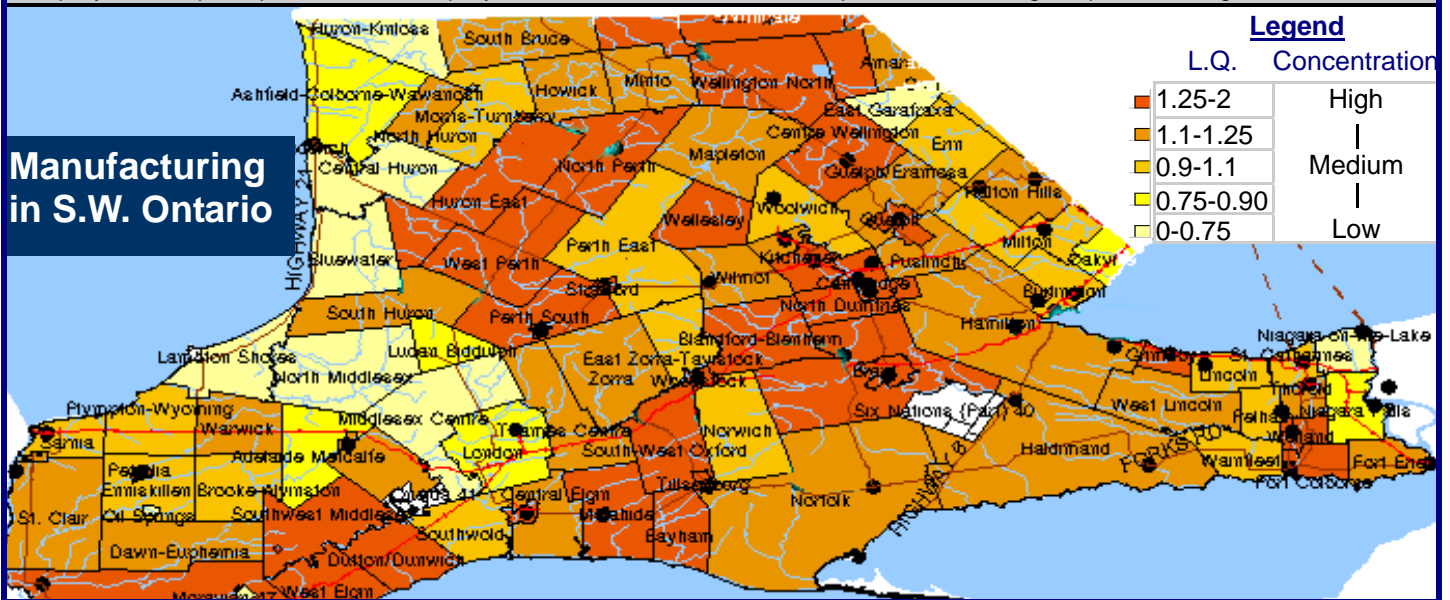 Manufacturing
in S.W. Ontario
Legend
L.Q. Concentration
1.25-2 High
1.1-1.25
0.9-1.1 Medium
0.75-0.90
0-0.75 Low
Huron-Kinloss
South Bruce
Ashfield-Colborne-Wawanosh
Howick
Minto
Wellington North
East Garafraxa
Morris-Turnberry
North Huron
Centre Wellington
Erin
Mapleton
Central Huron
North Perth
Guelph/Eramosa
Halton Hills
HIGHWAY 21
Huron East
Wellesley
Woolwich
Guelph
Perth East
Milton
Bluewater
West Perth
Kitchener
Puslinch
Oakvi
Wilmot
Cambridge
Stratford
Burlington
South Huron
Perth South
North Dumfries
Hamilton
Niagara-on-the-Lake
Lambton Shores
Lucan Biddulph
Blandford-Blenheim
East Zorra-Tavistock
Grimsby
St. Catharines
North Middlesex
Zorra
Woodstock
Brant
Lincoln
Thorold
Plympton-Wyoming
Middlesex Centre
Six Nations (Part) 40
West Lincoln
Pelham
Niagara Falls
Warwick
Thames Centre
Norwich
Sarnia
Adelaide Metcalfe
London
South-West Oxford
Haldimand
FORKS RD
Welland
Wainfleet
Fort Erie
Petrolia
Enniskillen
Brooke-Alvinston
Tillsonburg
Port Colborne
Central Elgin
Norfolk
St. Clair
Oil Springs
Southwest Middlesex
Malahide
Southwold
Bayham
Dawn-Euphemia
Dutton/Dunwich
West Elgin